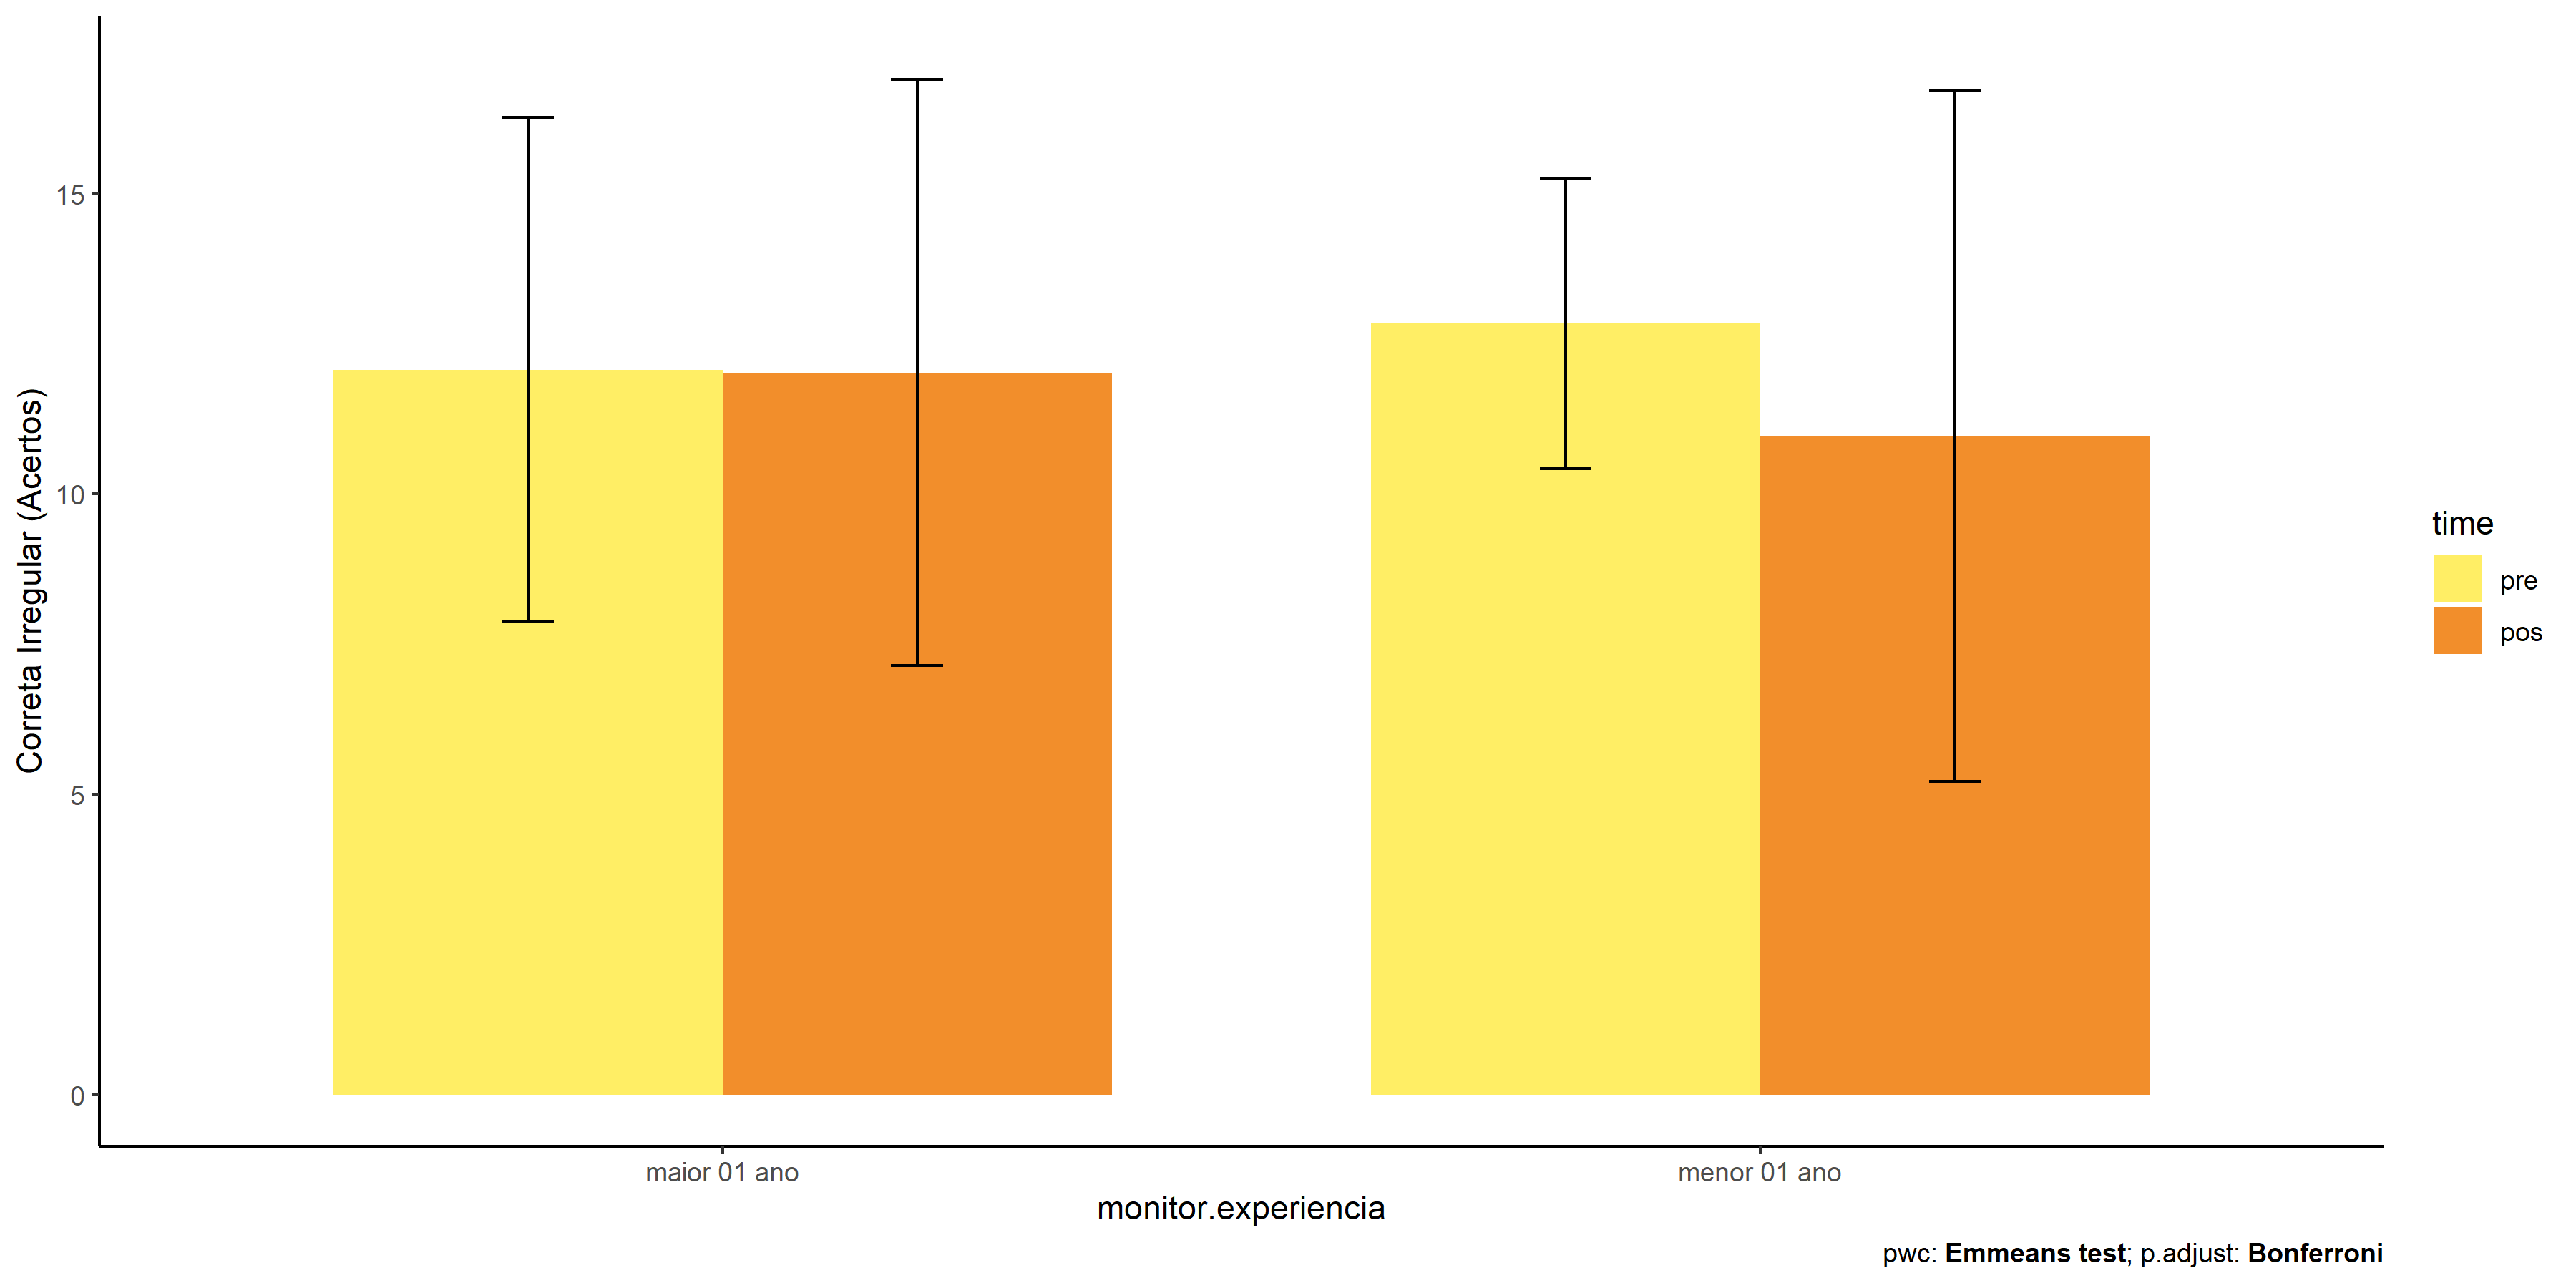 Correta Irregular (Acertos)
15
10
5
0
maior 01 ano
menor 01 ano
monitor.experiencia
time
pre
pos
pwc: Emmeans test; p.adjust: Bonferroni